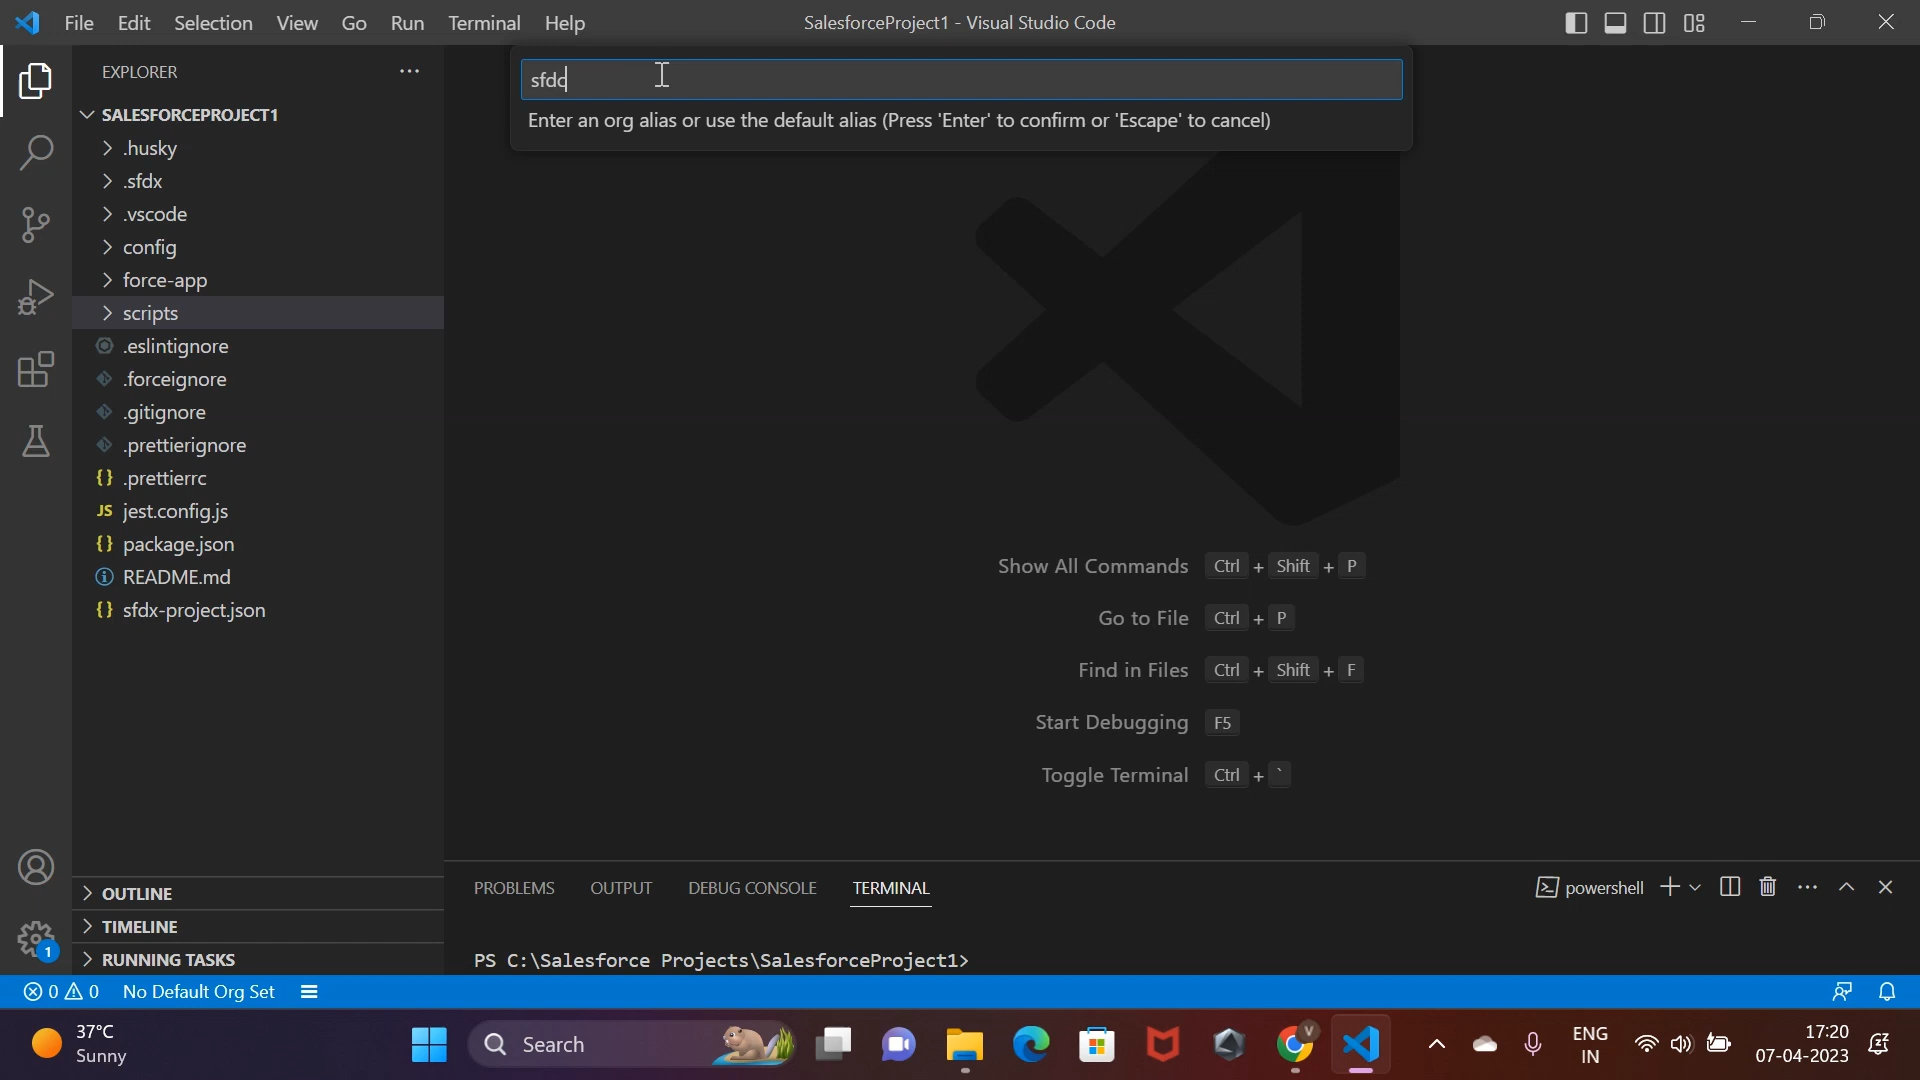 File Edit Selection View Go Run Terminal Help
SalesforceProject1 - Visual Studio Code
EXPLORER
sfdc
Enter an org alias or use the default alias (Press 'Enter' to confirm or 'Escape' to cancel)
SALESFORCEPROJECT1
.husky
.sfdx
.vscode
config
force-app
scripts
.eslintignore
.forceignore
.gitignore
.prettierignore
{} .prettierrc
JS jest.config.js
{} package.json
README.md
{} sfdx-project.json
Show All Commands Ctrl + Shift + P
Go to File Ctrl + P
Find in Files Ctrl + Shift + F
Start Debugging F5
Toggle Terminal Ctrl + `
OUTLINE
TIMELINE
RUNNING TASKS
1
PROBLEMS OUTPUT DEBUG CONSOLE TERMINAL
powershell
PS C:\Salesforce Projects\SalesforceProject1>
0 0 No Default Org Set
37°C
Sunny
Search
V
ENG
IN
17:20
07-04-2023